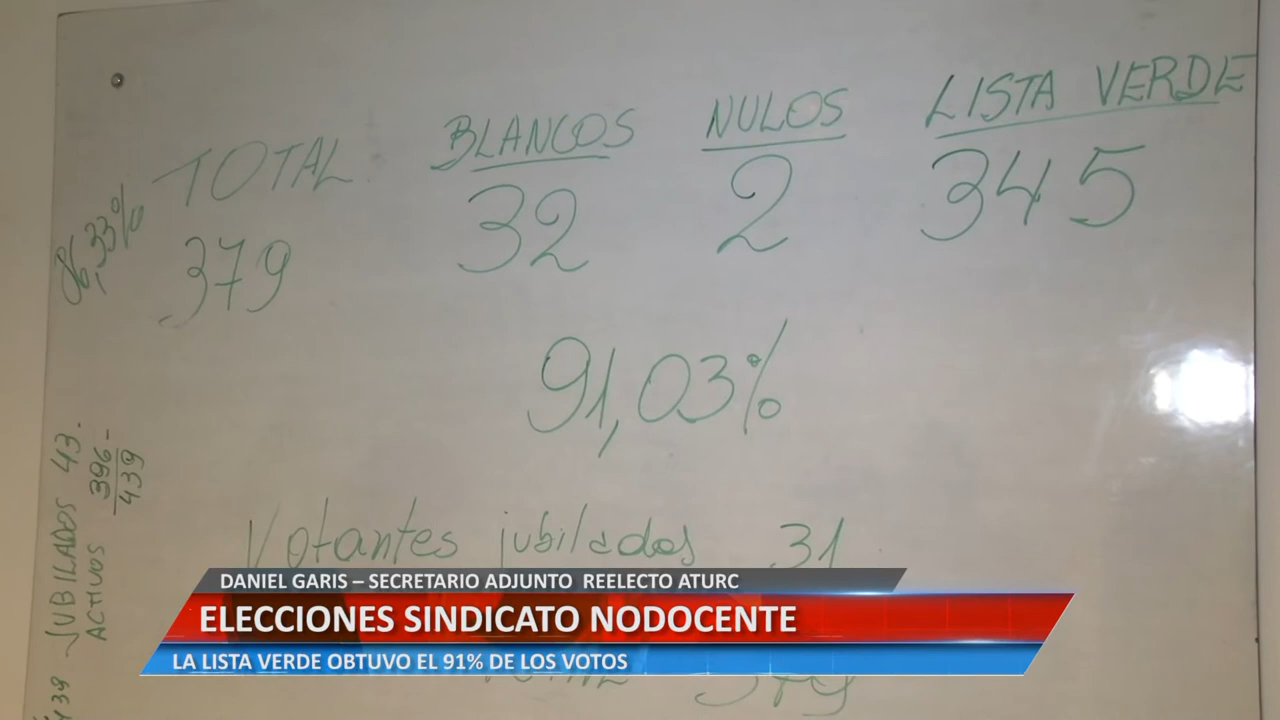 LISTA VERDE
NULOS
BLANCOS
TOTAL
345
2
32
379
86,33%
91,03%
JUBILADOS 43-
ACTIVOS 396-
439
439
Votantes jubilados 31
DANIEL GARIS – SECRETARIO ADJUNTO REELECTO ATURC
ELECCIONES SINDICATO NODOCENTE
LA LISTA VERDE OBTUVO EL 91% DE LOS VOTOS
379